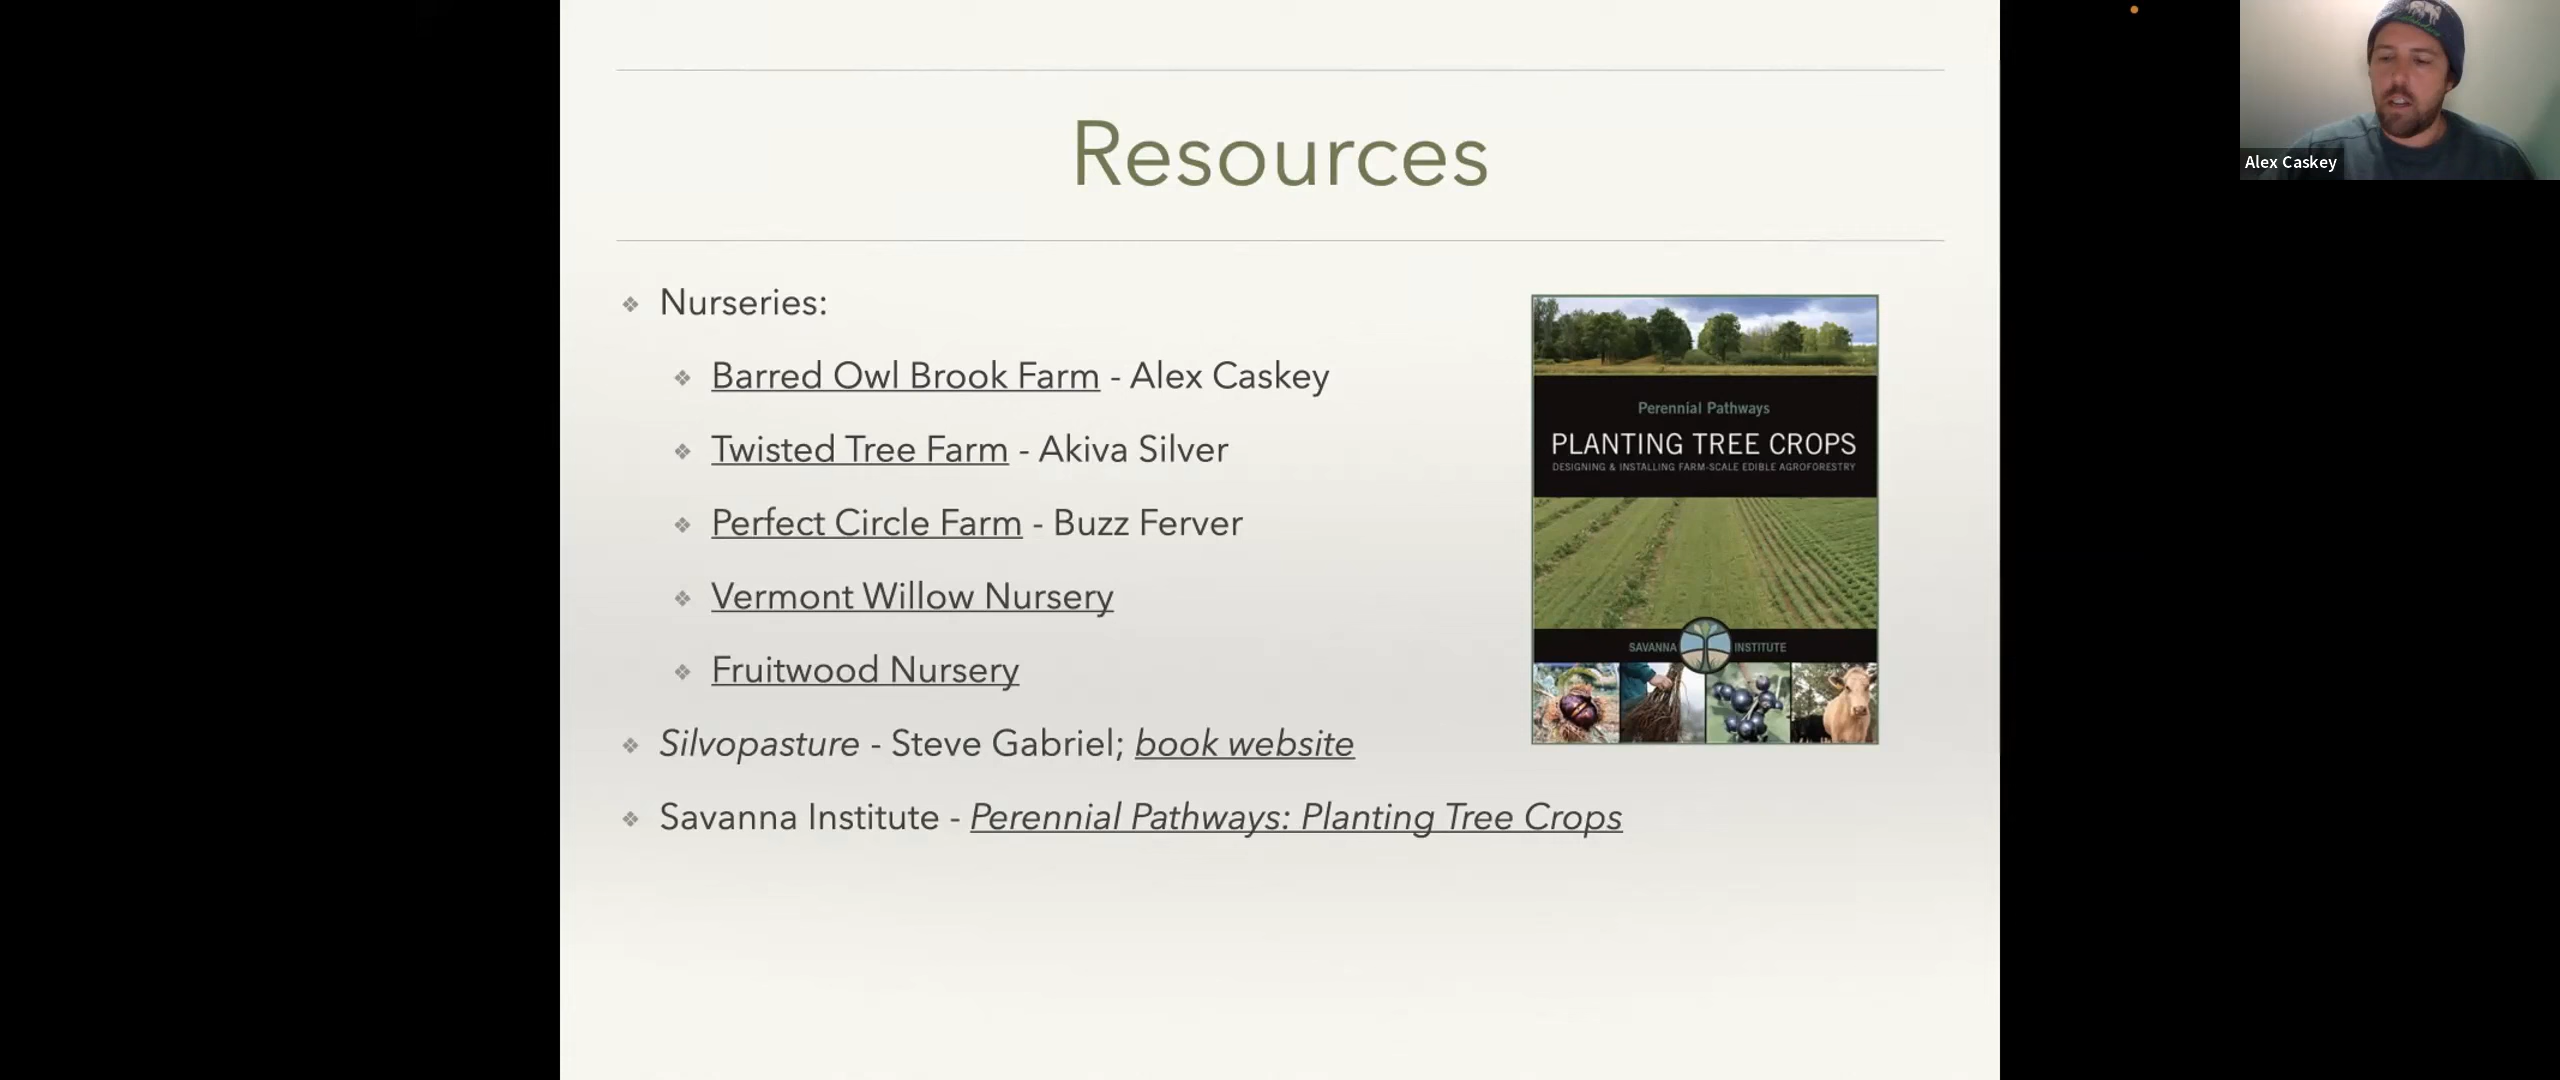 Resources
Nurseries:
Barred Owl Brook Farm - Alex Caskey
Twisted Tree Farm - Akiva Silver
Perfect Circle Farm - Buzz Ferver
Vermont Willow Nursery
Fruitwood Nursery
Silvopasture - Steve Gabriel; book website
Savanna Institute - Perennial Pathways: Planting Tree Crops
Perennial Pathways
PLANTING TREE CROPS
DESIGNING & INSTALLING FARM-SCALE EDIBLE AGROFORESTRY
SAVANNA INSTITUTE
Alex Caskey